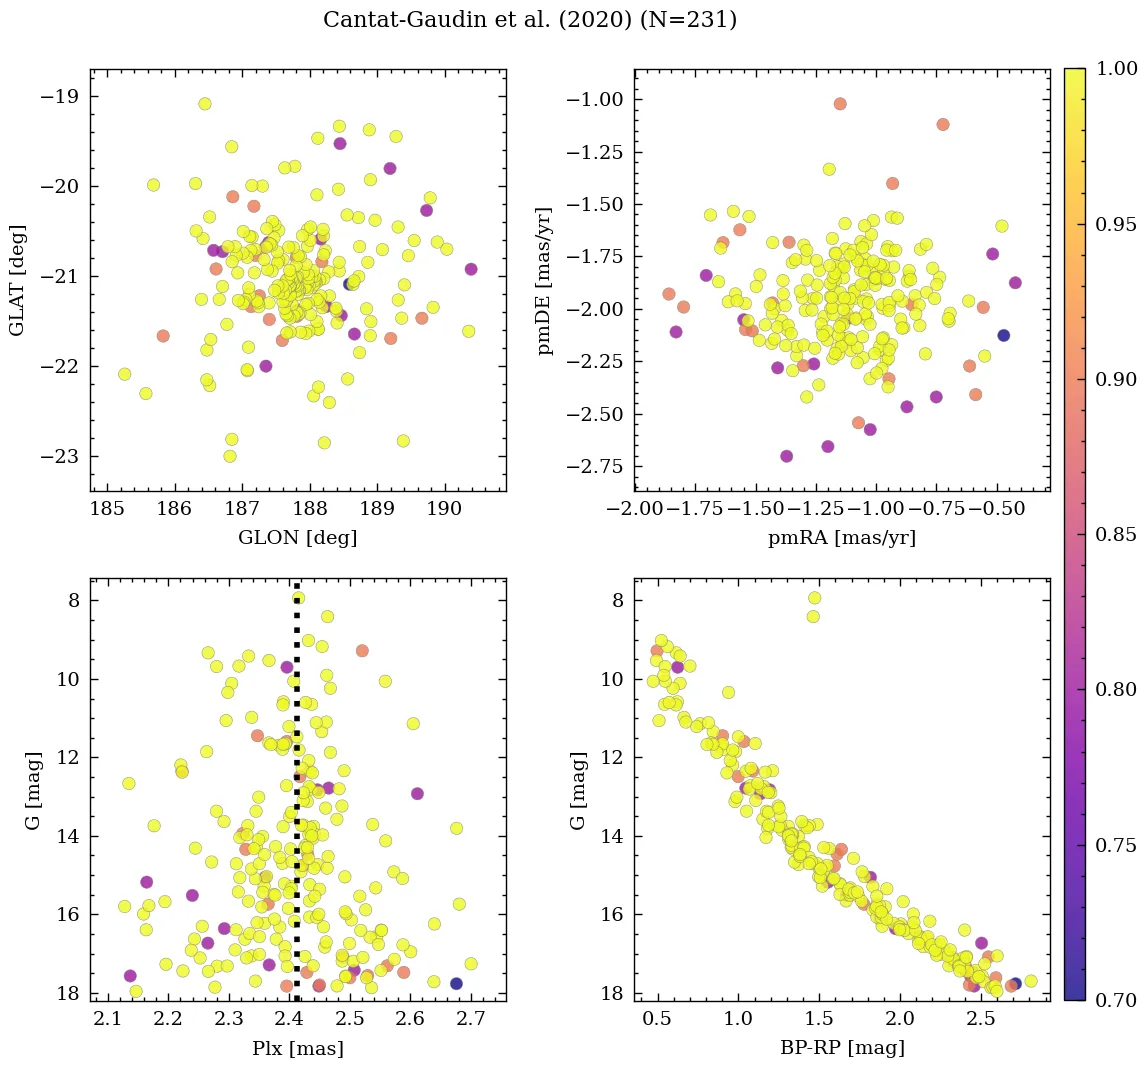 Cantat-Gaudin et al. (2020) (N=231)
−19
−20
−21
−22
−23
GLAT [deg]
185 186 187 188 189 190
GLON [deg]
−1.00
−1.25
−1.50
−1.75
−2.00
−2.25
−2.50
−2.75
pmDE [mas/yr]
−2.00 −1.75 −1.50 −1.25 −1.00 −0.75 −0.50
pmRA [mas/yr]
8
10
12
14
16
18
G [mag]
2.1 2.2 2.3 2.4 2.5 2.6 2.7
Plx [mas]
8
10
12
14
16
18
G [mag]
0.5 1.0 1.5 2.0 2.5
BP-RP [mag]
1.00
0.95
0.90
0.85
0.80
0.75
0.70